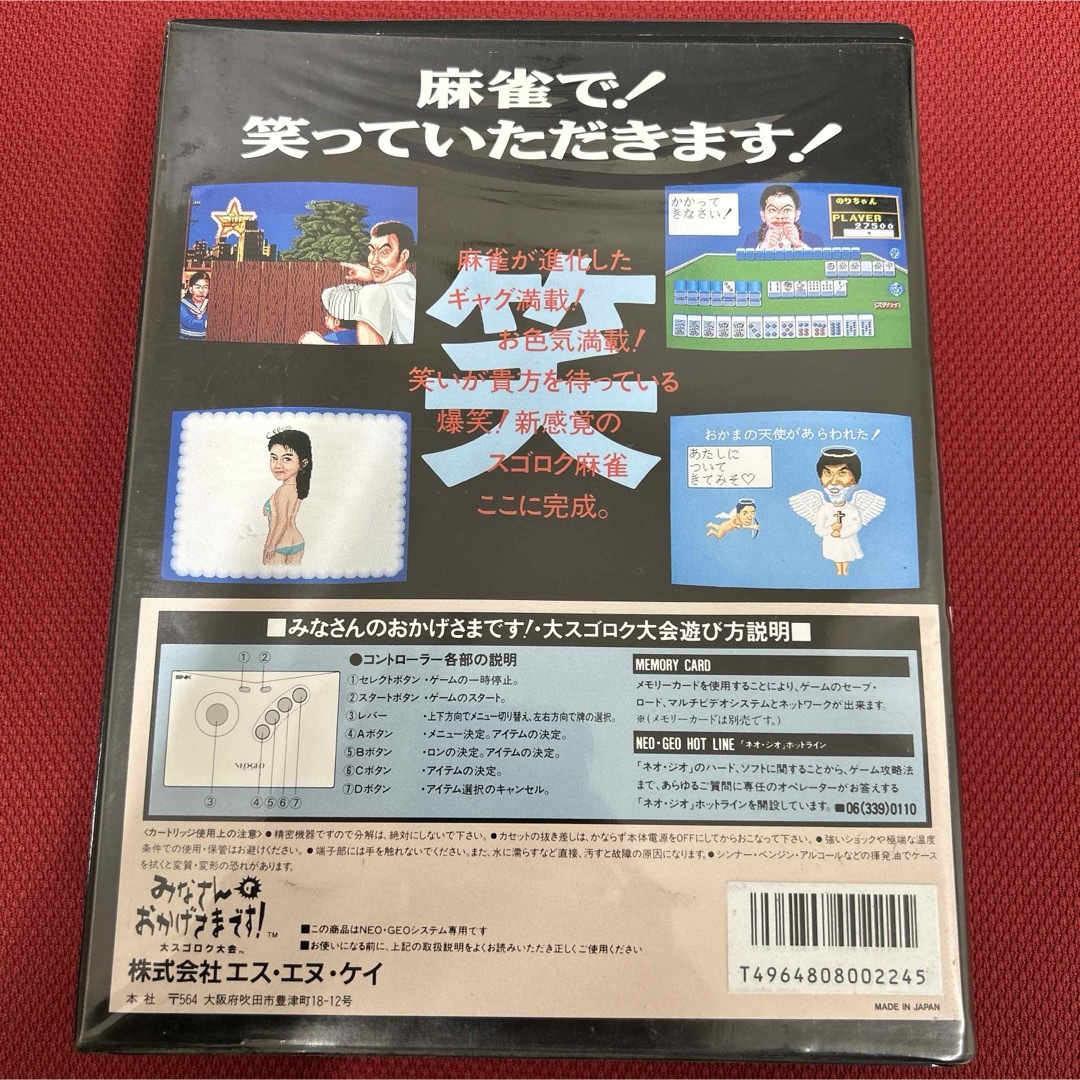 麻雀で!
笑っていただきます!
かかって
きなさい!
のりちゃん
PLAYER
27500
笑
麻雀が進化した
ギャグ満載!
お色気満載!
笑いが貴方を待っている
爆笑!新感覚の
スゴロク麻雀
ここに完成。
おかまの天使があらわれた!
あたしに
ついて
きてみそ♡
■みなさんのおかげさまです!・大スゴロク大会遊び方説明■
① ②
SNK
NEO・GEO
③ ④⑤⑥⑦
●コントローラー各部の説明
①セレクトボタン・ゲームの一時停止。
②スタートボタン・ゲームのスタート。
③レバー ・上下方向でメニュー切り替え、左右方向で牌の選択。
④Aボタン ・メニュー決定。アイテムの決定。
⑤Bボタン ・ロンの決定。アイテムの決定。
⑥Cボタン ・アイテムの決定。
⑦Dボタン ・アイテム選択のキャンセル。
MEMORY CARD
メモリーカードを使用することにより、ゲームのセーブ・
ロード、マルチビデオシステムとネットワークが出来ます。
※(メモリーカードは別売です。)
NEO・GEO HOT LINE 「ネオ・ジオ」ホットライン
「ネオ・ジオ」のハード、ソフトに関することから、ゲーム攻略法
まで、あらゆるご質問に専任のオペレーターがお答えする
「ネオ・ジオ」ホットラインを開設しています。■06(339)0110
〈カートリッジ使用上の注意〉●精密機器ですので分解は、絶対にしないで下さい。●カセットの抜き差しは、かならず本体電源をOFFにしてからおこなって下さい。●強いショックや極端な温度
条件での使用・保管はお避けください。●端子部には手を触れないでください。また、水に濡らすなど直接、汚すと故障の原因になります。●シンナー・ベンジン・アルコールなどの揮発油でケース
を拭くと変質・変形の恐れがあります。
みなさんの
おかげさまです!™
大スゴロク大会™
■この商品はNEO・GEOシステム専用です
■お使いになる前に、上記の取扱説明をよくお読みいただき正しくご使用ください
株式会社エス・エヌ・ケイ
本 社 〒564 大阪府吹田市豊津町18-12号
T4964808002245
MADE IN JAPAN